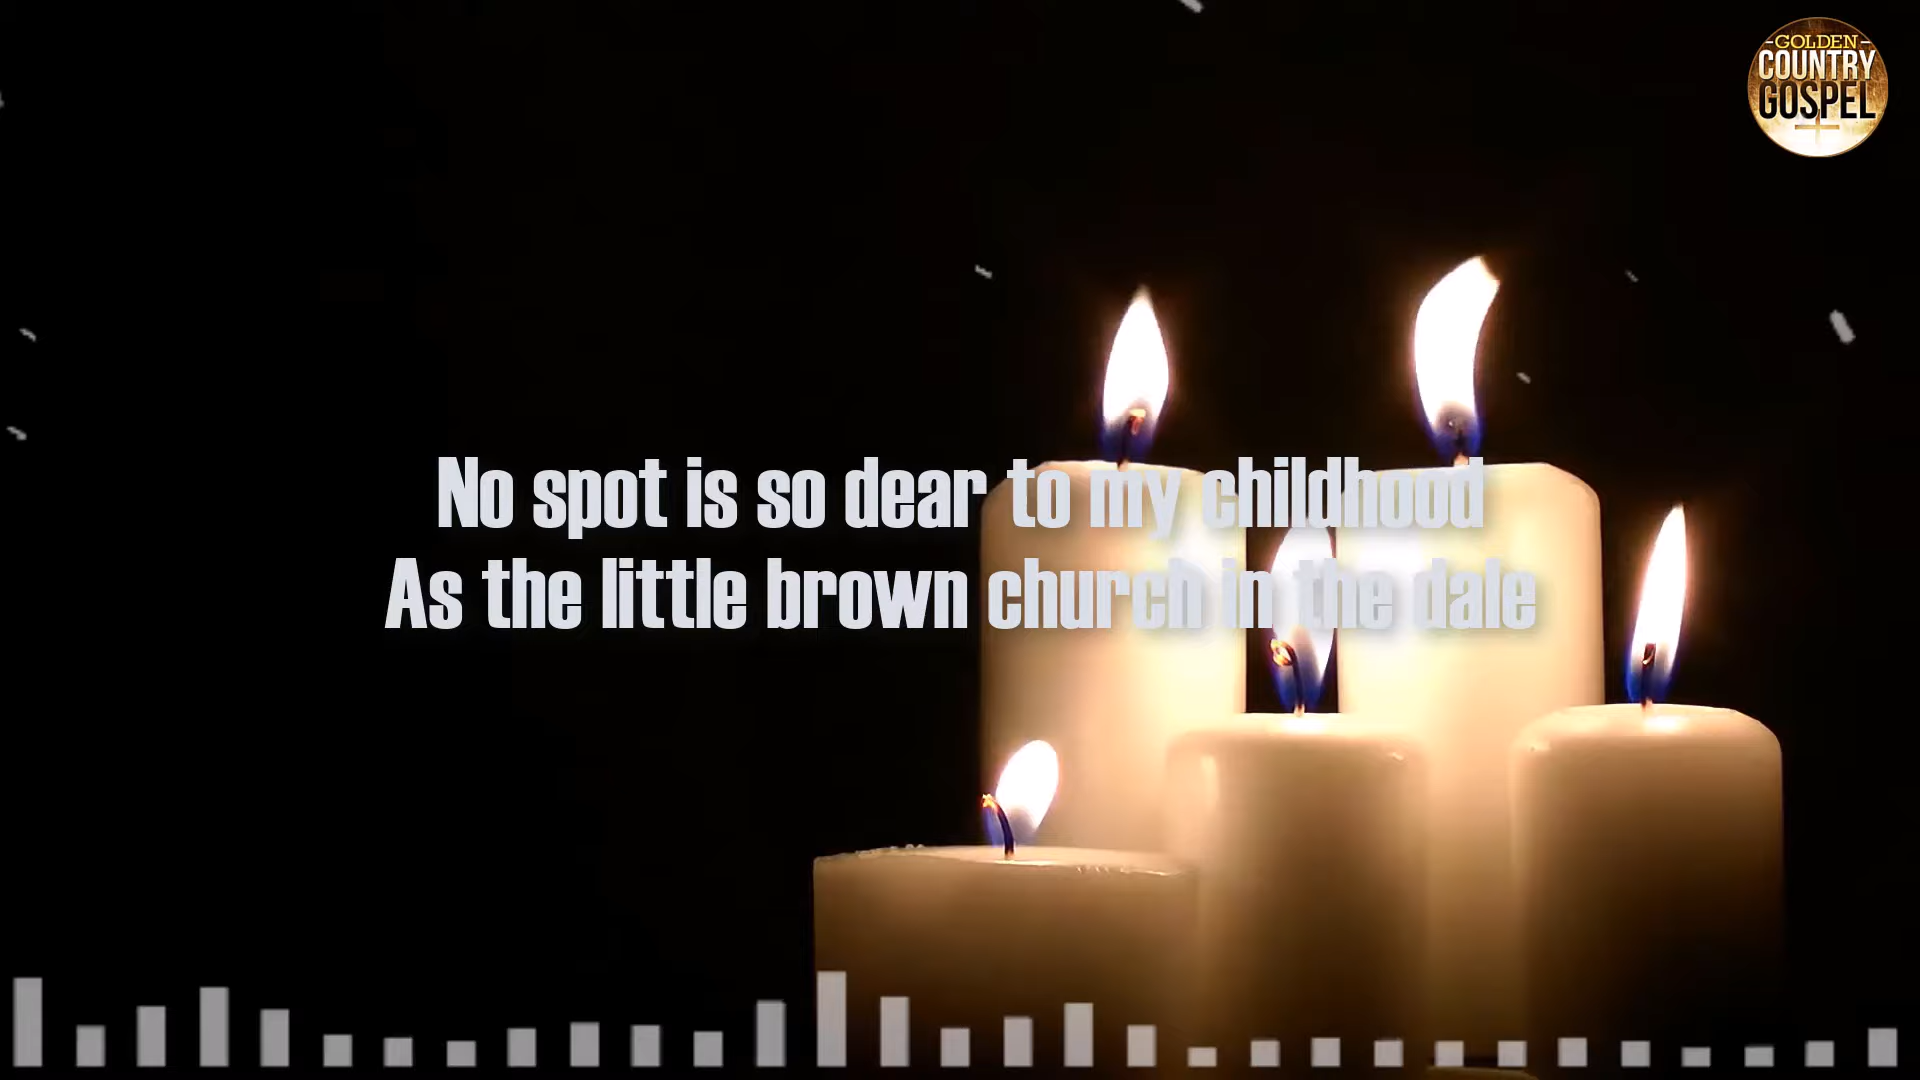 -GOLDEN-
COUNTRY
GOSPEL
No spot is so dear to my childhood
As the little brown church in the dale